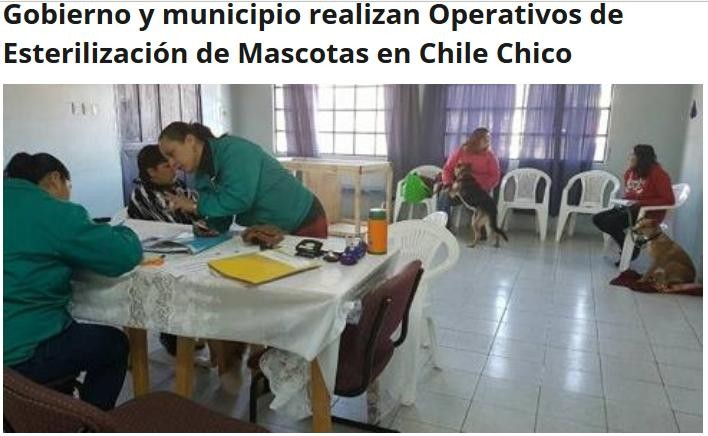 Gobierno y municipio realizan Operativos de
Esterilización de Mascotas en Chile Chico